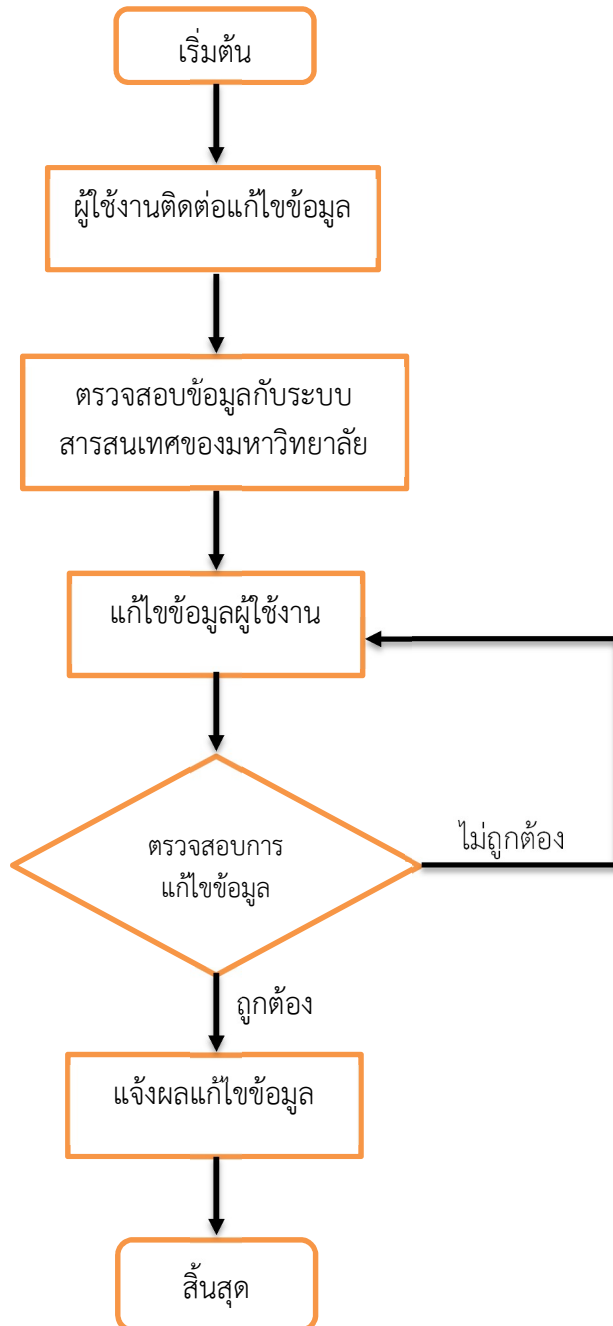 เริ่มต้น
ผู้ใช้งานติดต่อแก้ไขข้อมูล
ตรวจสอบข้อมูลกับระบบ
สารสนเทศของมหาวิทยาลัย
แก้ไขข้อมูลผู้ใช้งาน
ตรวจสอบการ
แก้ไขข้อมูล
ไม่ถูกต้อง
ถูกต้อง
แจ้งผลแก้ไขข้อมูล
สิ้นสุด